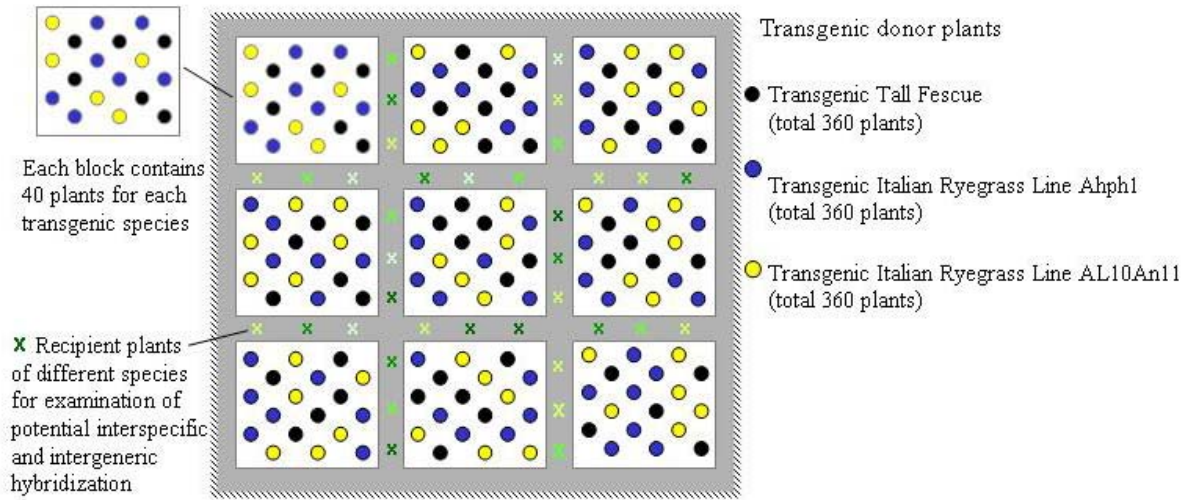 Transgenic donor plants
Transgenic Tall Fescue
(total 360 plants)
Transgenic Italian Ryegrass Line Ahph1
(total 360 plants)
Transgenic Italian Ryegrass Line AL10An11
(total 360 plants)
Each block contains
40 plants for each
transgenic species
x Recipient plants
of different species
for examination of
potential interspecific
and intergeneric
hybridization